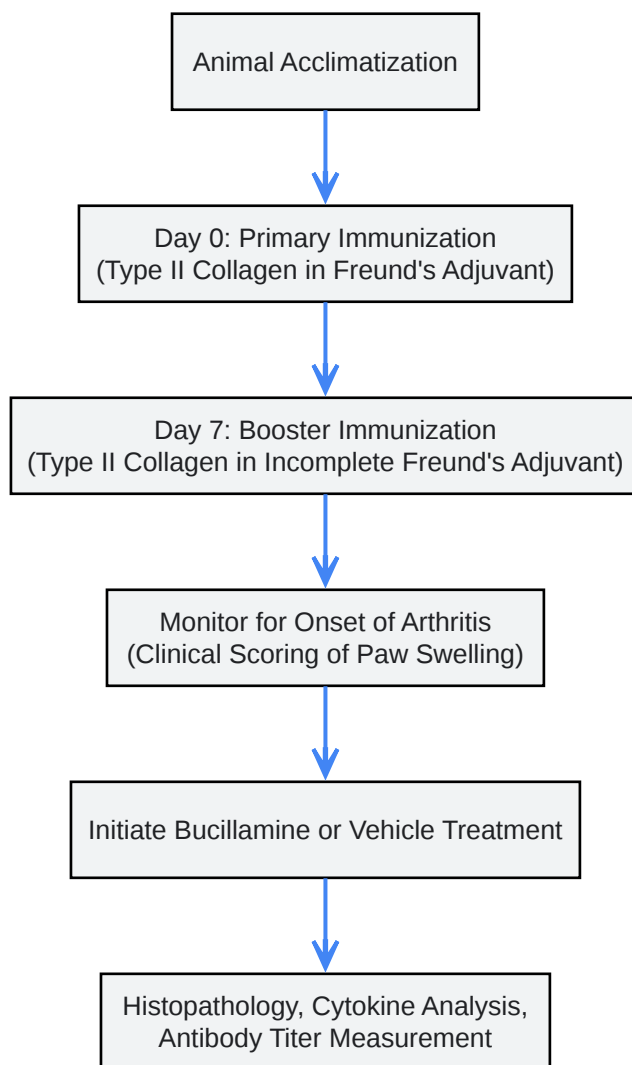 Animal Acclimatization
Day 0: Primary Immunization
(Type II Collagen in Freund's Adjuvant)
Day 7: Booster Immunization
(Type II Collagen in Incomplete Freund's Adjuvant)
Monitor for Onset of Arthritis
(Clinical Scoring of Paw Swelling)
Initiate Bucillamine or Vehicle Treatment
Histopathology, Cytokine Analysis,
Antibody Titer Measurement